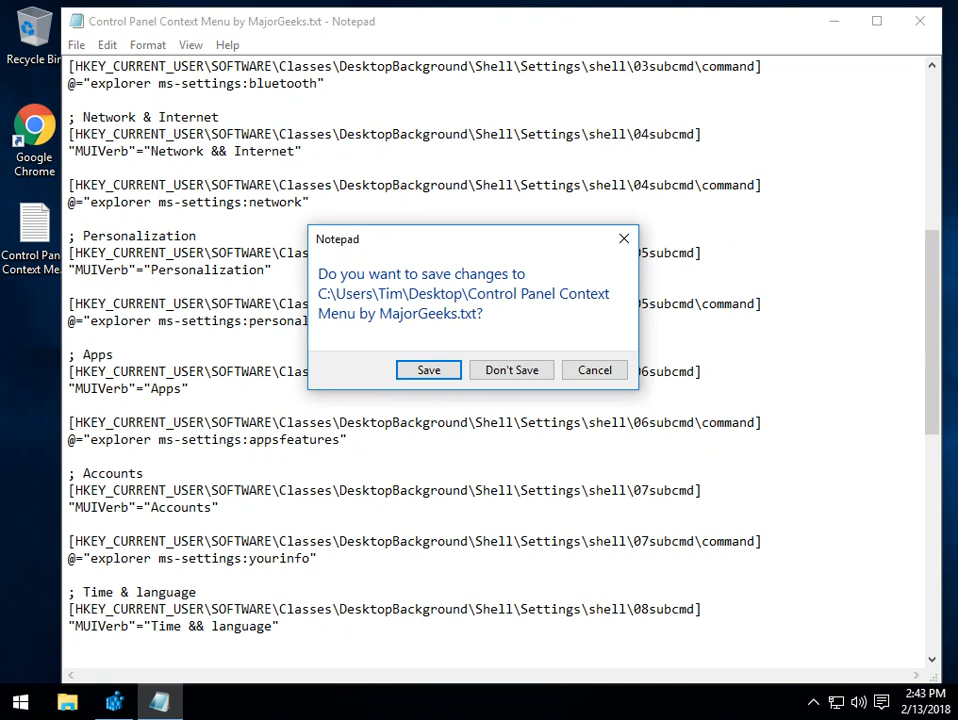 Control Panel Context Menu by MajorGeeks.txt - Notepad
File Edit Format View Help
Recycle Bin
Google
Chrome
Control Pan
Context Me
[HKEY_CURRENT_USER\SOFTWARE\Classes\DesktopBackground\Shell\Settings\shell\03subcmd\command]
@="explorer ms-settings:bluetooth"
; Network & Internet
[HKEY_CURRENT_USER\SOFTWARE\Classes\DesktopBackground\Shell\Settings\shell\04subcmd]
"MUIVerb"="Network && Internet"
[HKEY_CURRENT_USER\SOFTWARE\Classes\DesktopBackground\Shell\Settings\shell\04subcmd\command]
@="explorer ms-settings:network"
; Personalization
[HKEY_CURRENT_USER\SOFTWARE\Clas 05subcmd]
"MUIVerb"="Personalization"
[HKEY_CURRENT_USER\SOFTWARE\Clas 05subcmd\command]
@="explorer ms-settings:personal
; Apps
[HKEY_CURRENT_USER\SOFTWARE\Clas 06subcmd]
"MUIVerb"="Apps"
[HKEY_CURRENT_USER\SOFTWARE\Classes\DesktopBackground\Shell\Settings\shell\06subcmd\command]
@="explorer ms-settings:appsfeatures"
; Accounts
[HKEY_CURRENT_USER\SOFTWARE\Classes\DesktopBackground\Shell\Settings\shell\07subcmd]
"MUIVerb"="Accounts"
[HKEY_CURRENT_USER\SOFTWARE\Classes\DesktopBackground\Shell\Settings\shell\07subcmd\command]
@="explorer ms-settings:yourinfo"
; Time & language
[HKEY_CURRENT_USER\SOFTWARE\Classes\DesktopBackground\Shell\Settings\shell\08subcmd]
"MUIVerb"="Time && language"
Notepad
Do you want to save changes to
C:\Users\Tim\Desktop\Control Panel Context
Menu by MajorGeeks.txt?
Save Don't Save Cancel
2:43 PM
2/13/2018